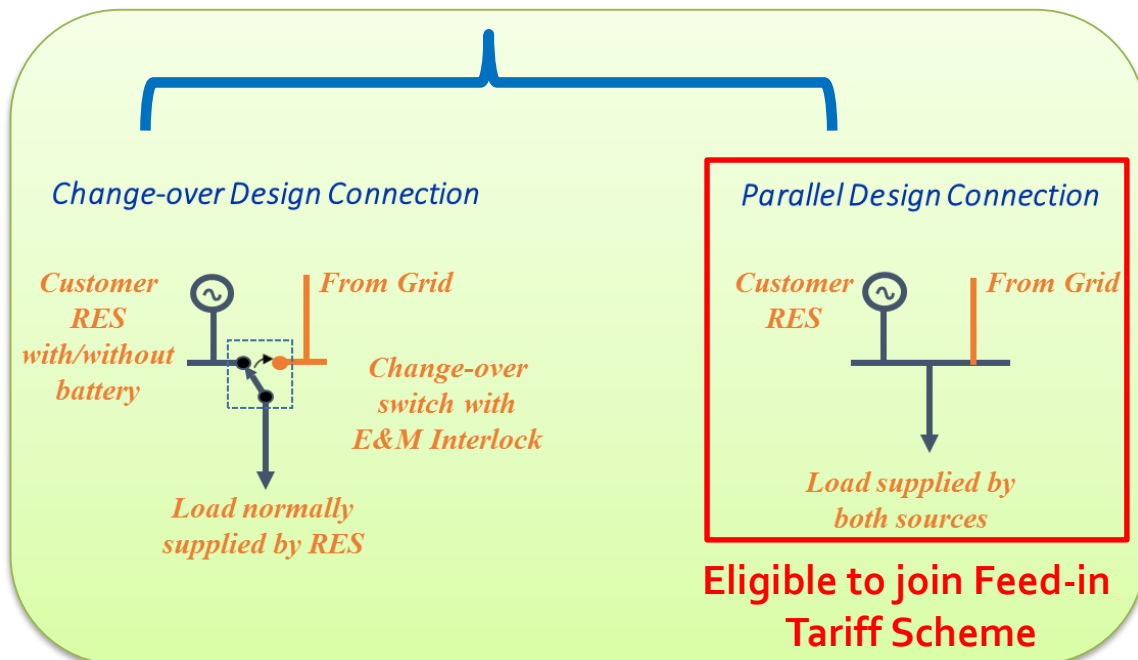 Change-over Design Connection
Customer
RES
with/without
battery
From Grid
Change-over
switch with
E&M Interlock
Load normally
supplied by RES
Parallel Design Connection
Customer
RES
From Grid
Load supplied by
both sources
Eligible to join Feed-in
Tariff Scheme